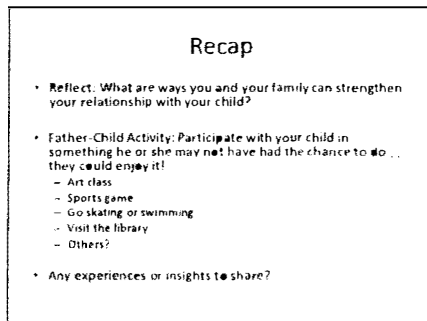 Recap
• Reflect: What are ways you and your family can strengthen
your relationship with your child?
• Father-Child Activity: Participate with your child in
something he or she may not have had the chance to do ...
they could enjoy it!
– Art class
– Sports game
– Go skating or swimming
– Visit the library
– Others?
• Any experiences or insights to share?